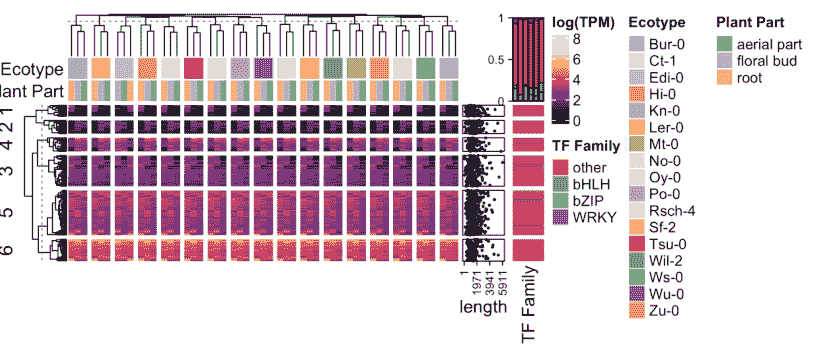 log(TPM)
8
6
4
2
0
TF Family
other
bHLH
bZIP
WRKY
Ecotype
Bur-0
Ct-1
Edi-0
Hi-0
Kn-0
Ler-0
Mt-0
No-0
Oy-0
Po-0
Rsch-4
Sf-2
Tsu-0
Wil-2
Ws-0
Wu-0
Zu-0
Plant Part
aerial part
floral bud
root
1
0.5
0
Ecotype
lant Part
1
2
4
3
5
6
1
1971
3941
5911
length
TF Family